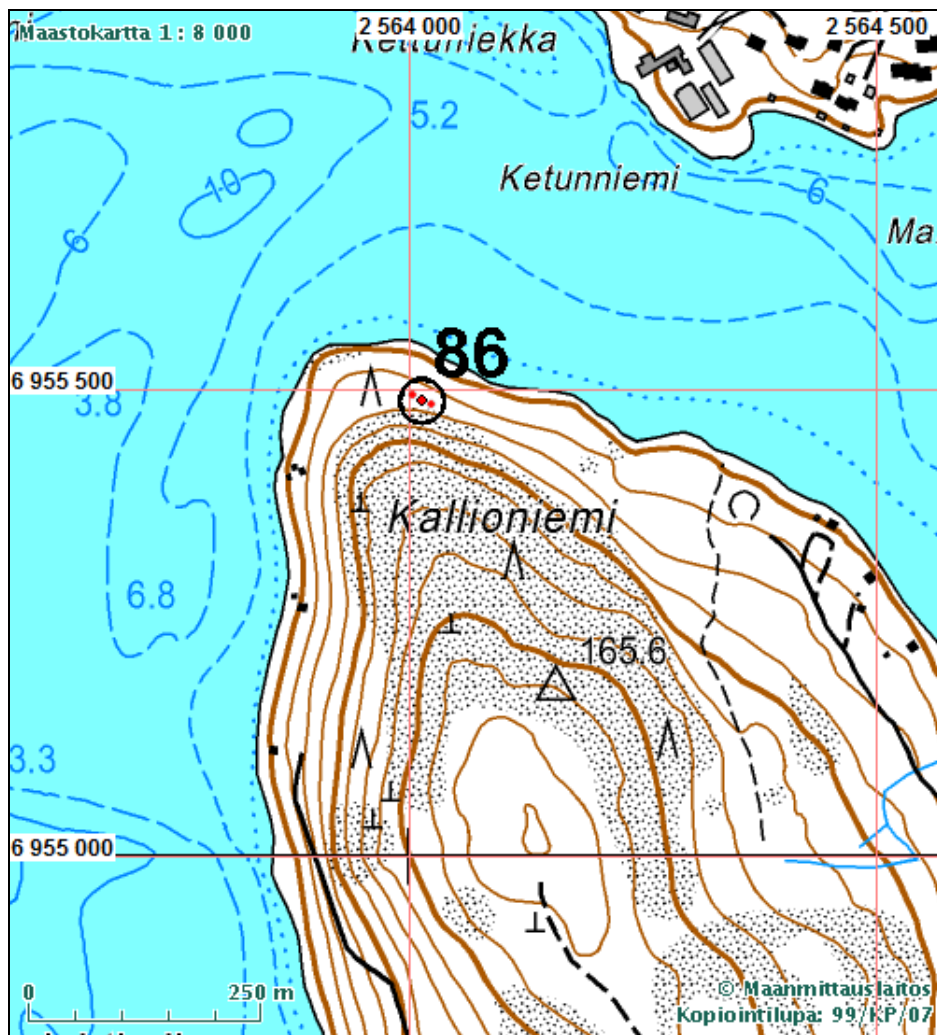 Maastokartta 1 : 8 000
2 564 000
2 564 500
Kettuniekka
5.2
10
6
Ketunniemi
6
86
6 955 500
3.8
Kallioniemi
6.8
165.6
3.3
6 955 000
0
250 m
© Maanmittauslaitos
Kopiointilupa: 99/KP/07